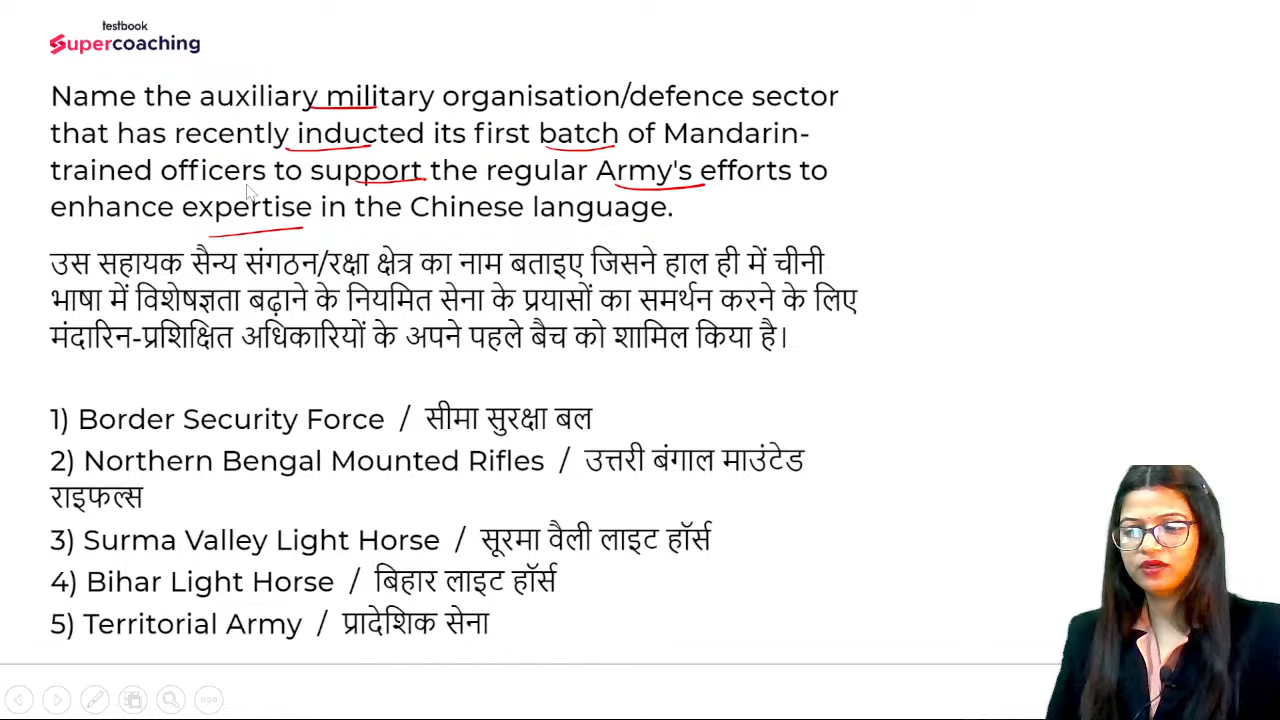 testbook
Supercoaching
Name the auxiliary military organisation/defence sector
that has recently inducted its first batch of Mandarin-
trained officers to support the regular Army's efforts to
enhance expertise in the Chinese language.
उस सहायक सैन्य संगठन/रक्षा क्षेत्र का नाम बताइए जिसने हाल ही में चीनी
भाषा में विशेषज्ञता बढ़ाने के नियमित सेना के प्रयासों का समर्थन करने के लिए
मंदारिन-प्रशिक्षित अधिकारियों के अपने पहले बैच को शामिल किया है।
1) Border Security Force / सीमा सुरक्षा बल
2) Northern Bengal Mounted Rifles / उत्तरी बंगाल माउंटेड
राइफल्स
3) Surma Valley Light Horse / सूरमा वैली लाइट हॉर्स
4) Bihar Light Horse / बिहार लाइट हॉर्स
5) Territorial Army / प्रादेशिक सेना